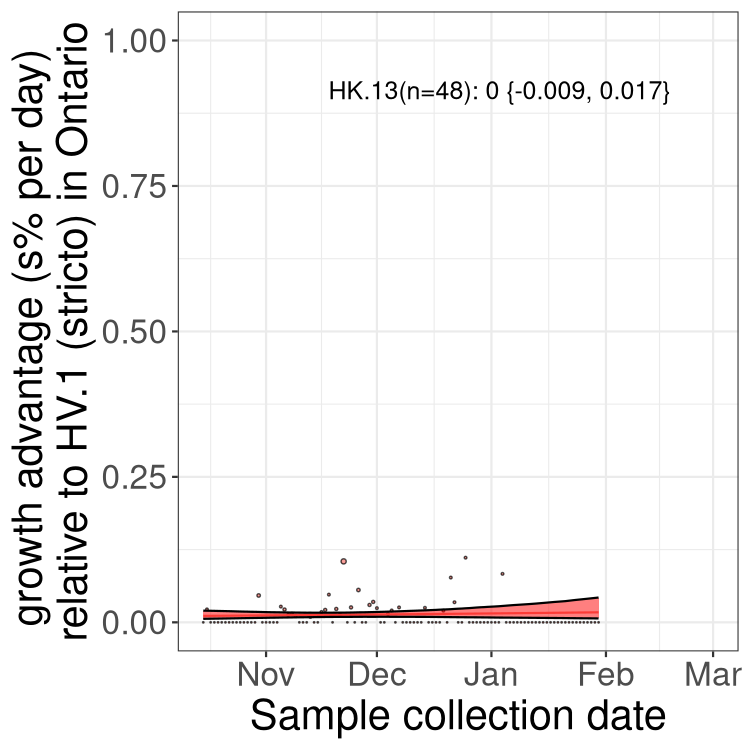 growth advantage (s% per day)
relative to HV.1 (stricto) in Ontario
1.00
0.75
0.50
0.25
0.00
HK.13(n=48): 0 {-0.009, 0.017}
Nov Dec Jan Feb Mar
Sample collection date